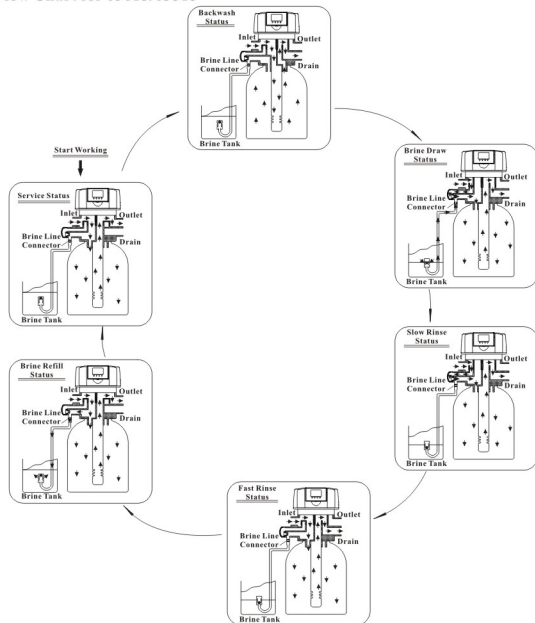 Backwash
Status
Inlet
Outlet
Brine Line
Connector
Drain
Brine Tank
Start Working
Brine Draw
Status
Inlet
Outlet
Brine Line
Connector
Drain
Brine Tank
Service Status
Inlet
Outlet
Brine Line
Connector
Drain
Brine Tank
Slow Rinse
Status
Inlet
Outlet
Brine Line
Connector
Drain
Brine Tank
Brine Refill
Status
Inlet
Outlet
Brine Line
Connector
Drain
Brine Tank
Fast Rinse
Status
Inlet
Outlet
Brine Line
Connector
Drain
Brine Tank